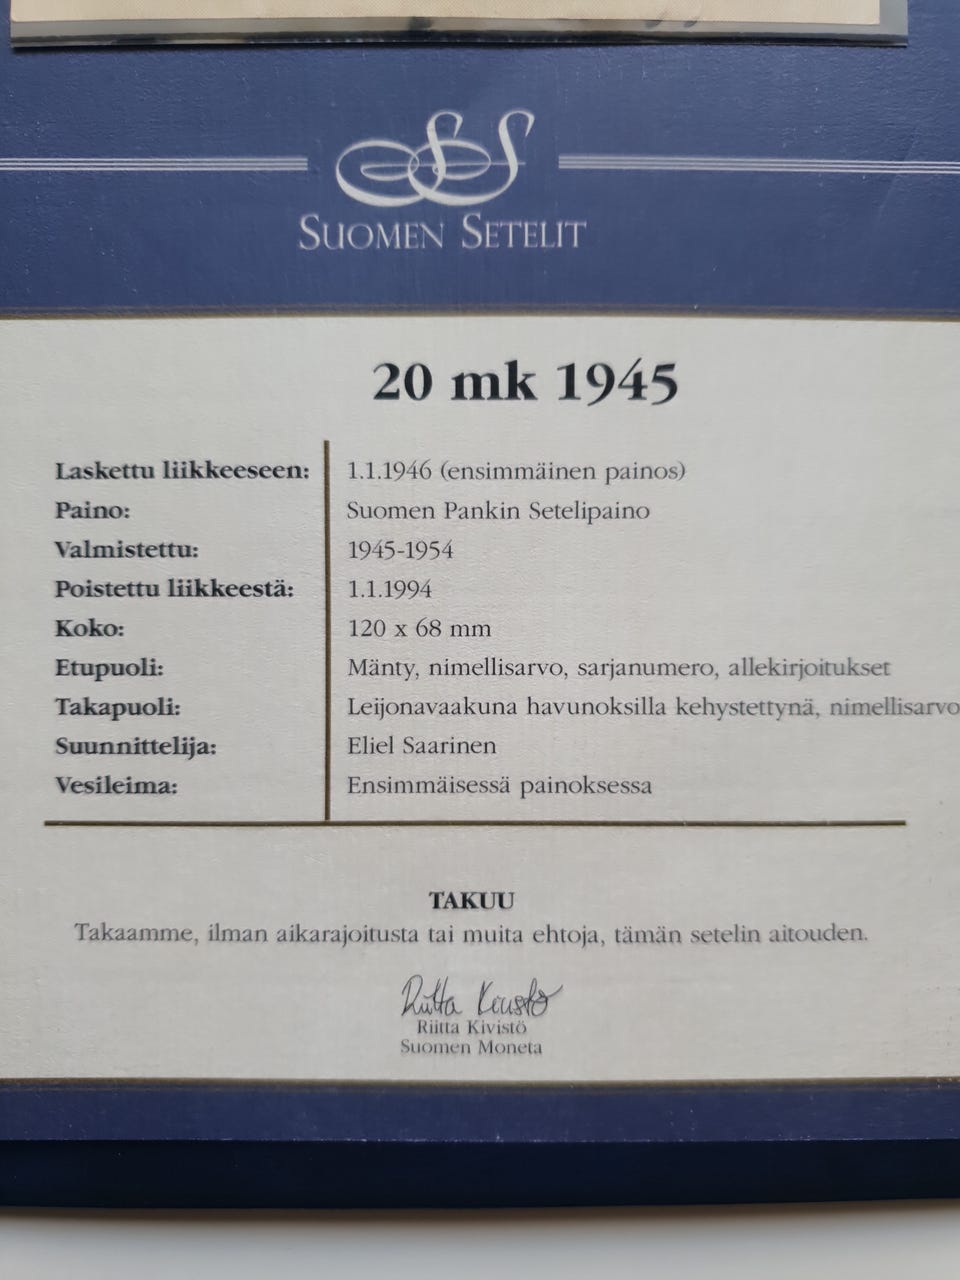 SUOMEN SETELIT
20 mk 1945
Laskettu liikkeeseen: 1.1.1946 (ensimmäinen painos)
Paino: Suomen Pankin Setelipaino
Valmistettu: 1945-1954
Poistettu liikkeestä: 1.1.1994
Koko: 120 x 68 mm
Etupuoli: Mänty, nimellisarvo, sarjanumero, allekirjoitukset
Takapuoli: Leijonavaakuna havunoksilla kehystettynä, nimellisarvo
Suunnittelija: Eliel Saarinen
Vesileima: Ensimmäisessä painoksessa
TAKUU
Takaamme, ilman aikarajoitusta tai muita ehtoja, tämän setelin aitouden.
Riitta Kivistö
Riitta Kivistö
Suomen Moneta